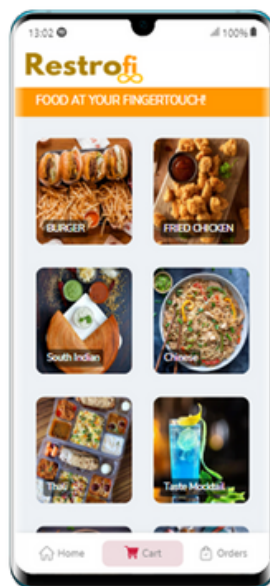 13:02 100%
Restrofi
FOOD AT YOUR FINGERTOUCH!
BURGER FRIED CHICKEN
South Indian Chinese
Thali Taste Mocktail
Home Cart Orders